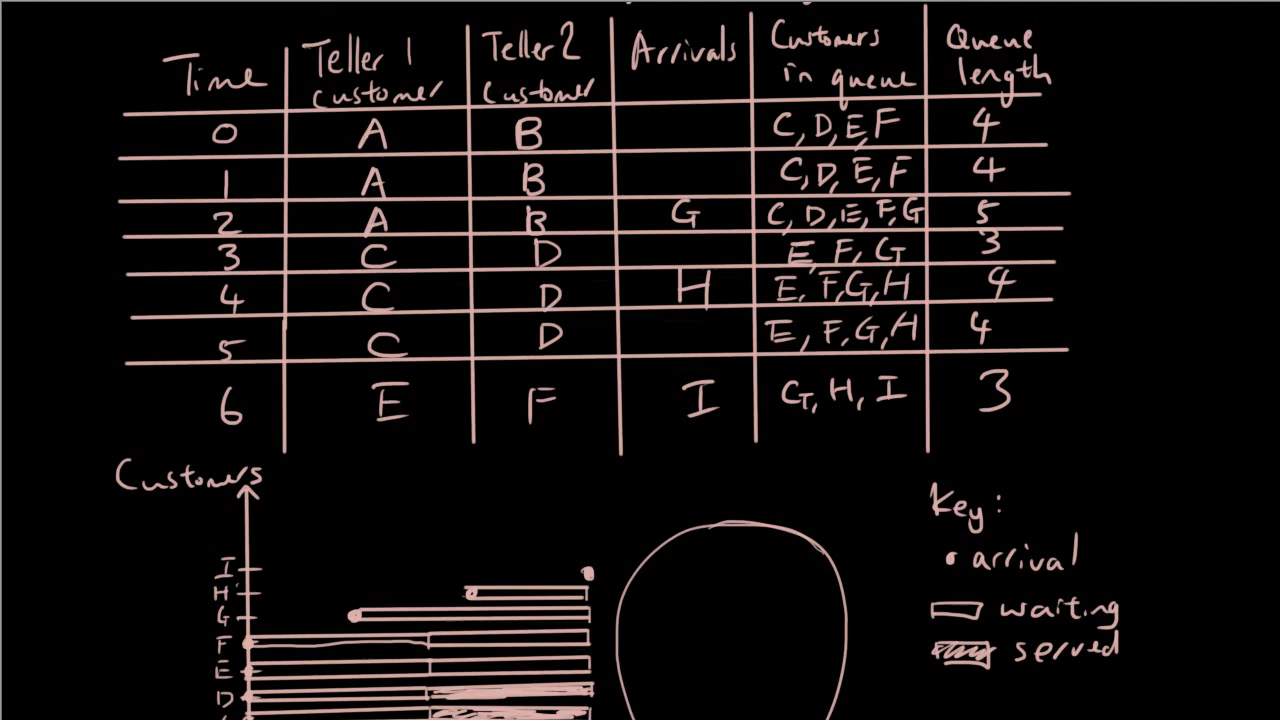 Time Teller 1 customer Teller 2 customer Arrivals Customers in queue Queue length
0 A B C, D, E, F 4
1 A B C, D, E, F 4
2 A B G C, D, E, F, G 5
3 C D E, F, G 3
4 C D H E, F, G, H 4
5 C D E, F, G, H 4
6 E F I G, H, I 3
Customers
Key:
• arrival
waiting
served
I
H
G
F
E
D